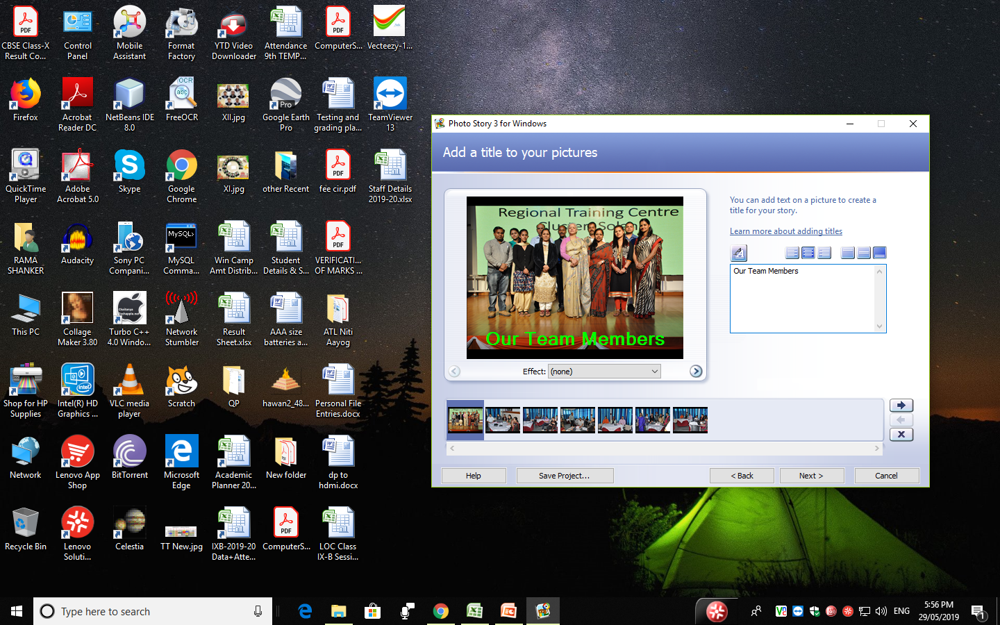 CBSE Class-X
Result Co...
Control
Panel
Mobile
Assistant
Format
Factory
YTD Video
Downloader
Attendance
9th TEMP...
ComputerS...
Vecteezy-1...
Firefox
Acrobat
Reader DC
NetBeans IDE
8.0
FreeOCR
XII.jpg
Google Earth
Pro
Testing and
grading pla...
TeamViewer
13
QuickTime
Player
Adobe
Acrobat 5.0
Skype
Google
Chrome
XI.jpg
other Recent
fee cir.pdf
Staff Details
2019-20.xlsx
RAMA
SHANKER
Audacity
Sony PC
Compani...
MySQL
Comma...
Win Camp
Amt Distrib...
Student
Details & S...
VERIFICATI...
OF MARKS ...
This PC
Collage
Maker 3.80
Turbo C++
4.0 Windo...
Network
Stumbler
Result
Sheet.xlsx
AAA size
batteries a...
ATL Niti
Aayog
Shop for HP
Supplies
Intel(R) HD
Graphics ...
VLC media
player
Scratch
QP
hawan2_48...
Personal File
Entries.docx
Network
Lenovo App
Shop
BitTorrent
Microsoft
Edge
Academic
Planner 20...
New folder
dp to
hdmi.docx
Recycle Bin
Lenovo
Soluti...
Celestia
TT New.jpg
IXB-2019-20
Data+Atte...
ComputerS...
LOC Class
IX-B Sessi...
Photo Story 3 for Windows
Add a title to your pictures
Regional Training Centre
Our Team Members
Effect: (none)
You can add text on a picture to create a
title for your story.
Learn more about adding titles
Our Team Members
Help
Save Project...
< Back
Next >
Cancel
Type here to search
ENG
5:56 PM
29/05/2019
1